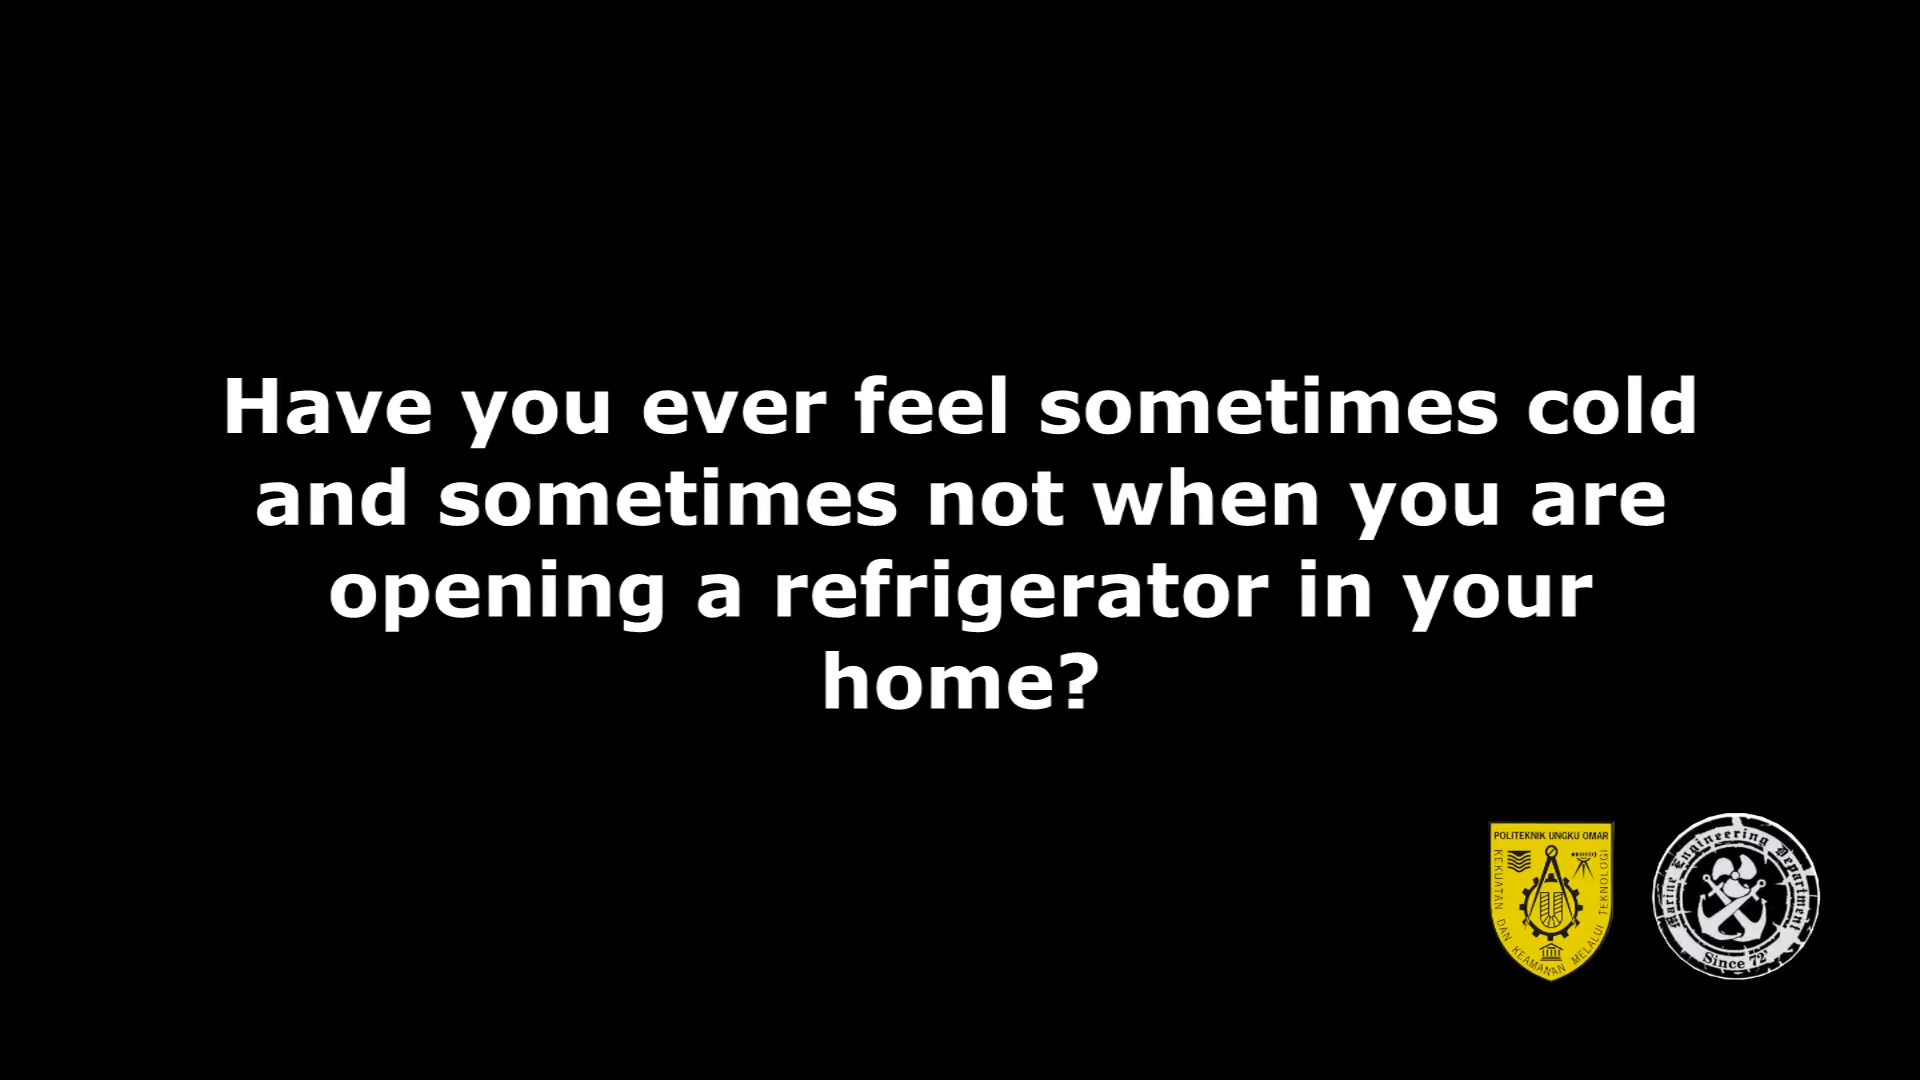 Have you ever feel sometimes cold
and sometimes not when you are
opening a refrigerator in your
home?
POLITEKNIK UNGKU OMAR
KEKUATAN DAN KEAMANAN MELALUI TEKNOLOGI
Marine Engineering Department
Since 72'